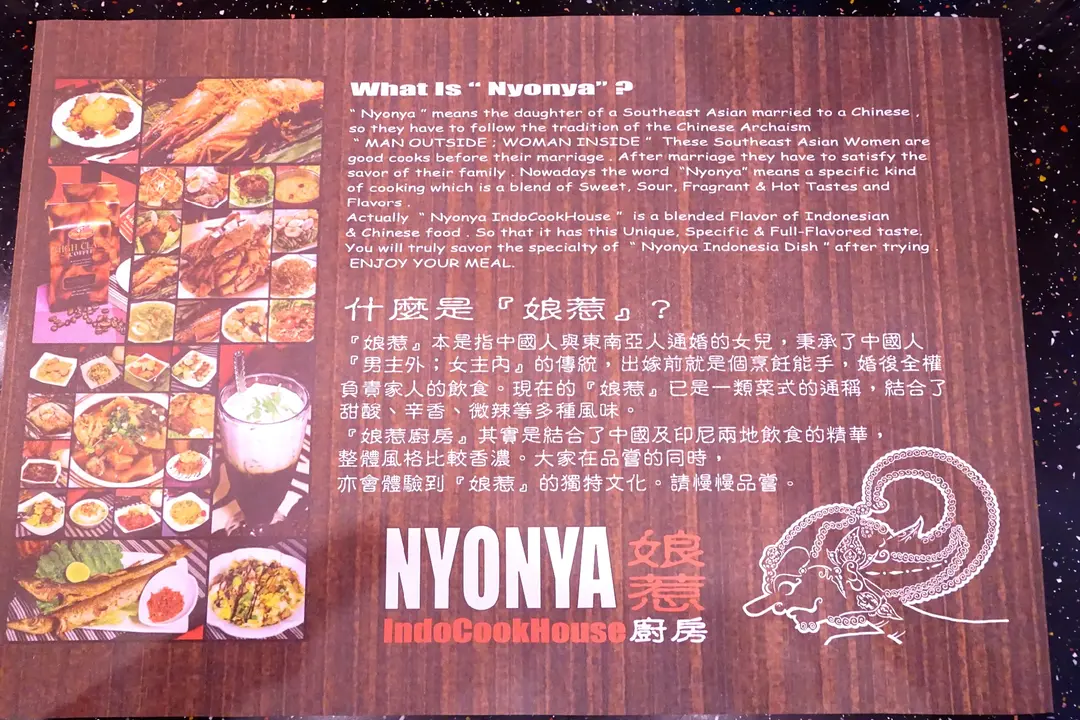 What Is “ Nyonya” ?
“ Nyonya ” means the daughter of a Southeast Asian married to a Chinese ,
so they have to follow the tradition of the Chinese Archaism
“ MAN OUTSIDE ; WOMAN INSIDE ” These Southeast Asian Women are
good cooks before their marriage . After marriage they have to satisfy the
savor of their family . Nowadays the word “Nyonya” means a specific kind
of cooking which is a blend of Sweet, Sour, Fragrant & Hot Tastes and
Flavors .
Actually “ Nyonya IndoCookHouse ” is a blended Flavor of Indonesian
& Chinese food . So that it has this Unique, Specific & Full-Flavored taste.
You will truly savor the specialty of “ Nyonya Indonesia Dish ” after trying .
ENJOY YOUR MEAL.
什麼是『娘惹』?
『娘惹』本是指中國人與東南亞人通婚的女兒，秉承了中國人
『男主外；女主內』的傳統，出嫁前就是個烹飪能手，婚後全權
負責家人的飲食。現在的『娘惹』已是一類菜式的通稱，結合了
甜酸、辛香、微辣等多種風味。
『娘惹廚房』其實是結合了中國及印尼兩地飲食的精華，
整體風格比較香濃。大家在品嘗的同時，
亦會體驗到『娘惹』的獨特文化。請慢慢品嘗。
NYONYA 娘惹
IndoCookHouse 廚房